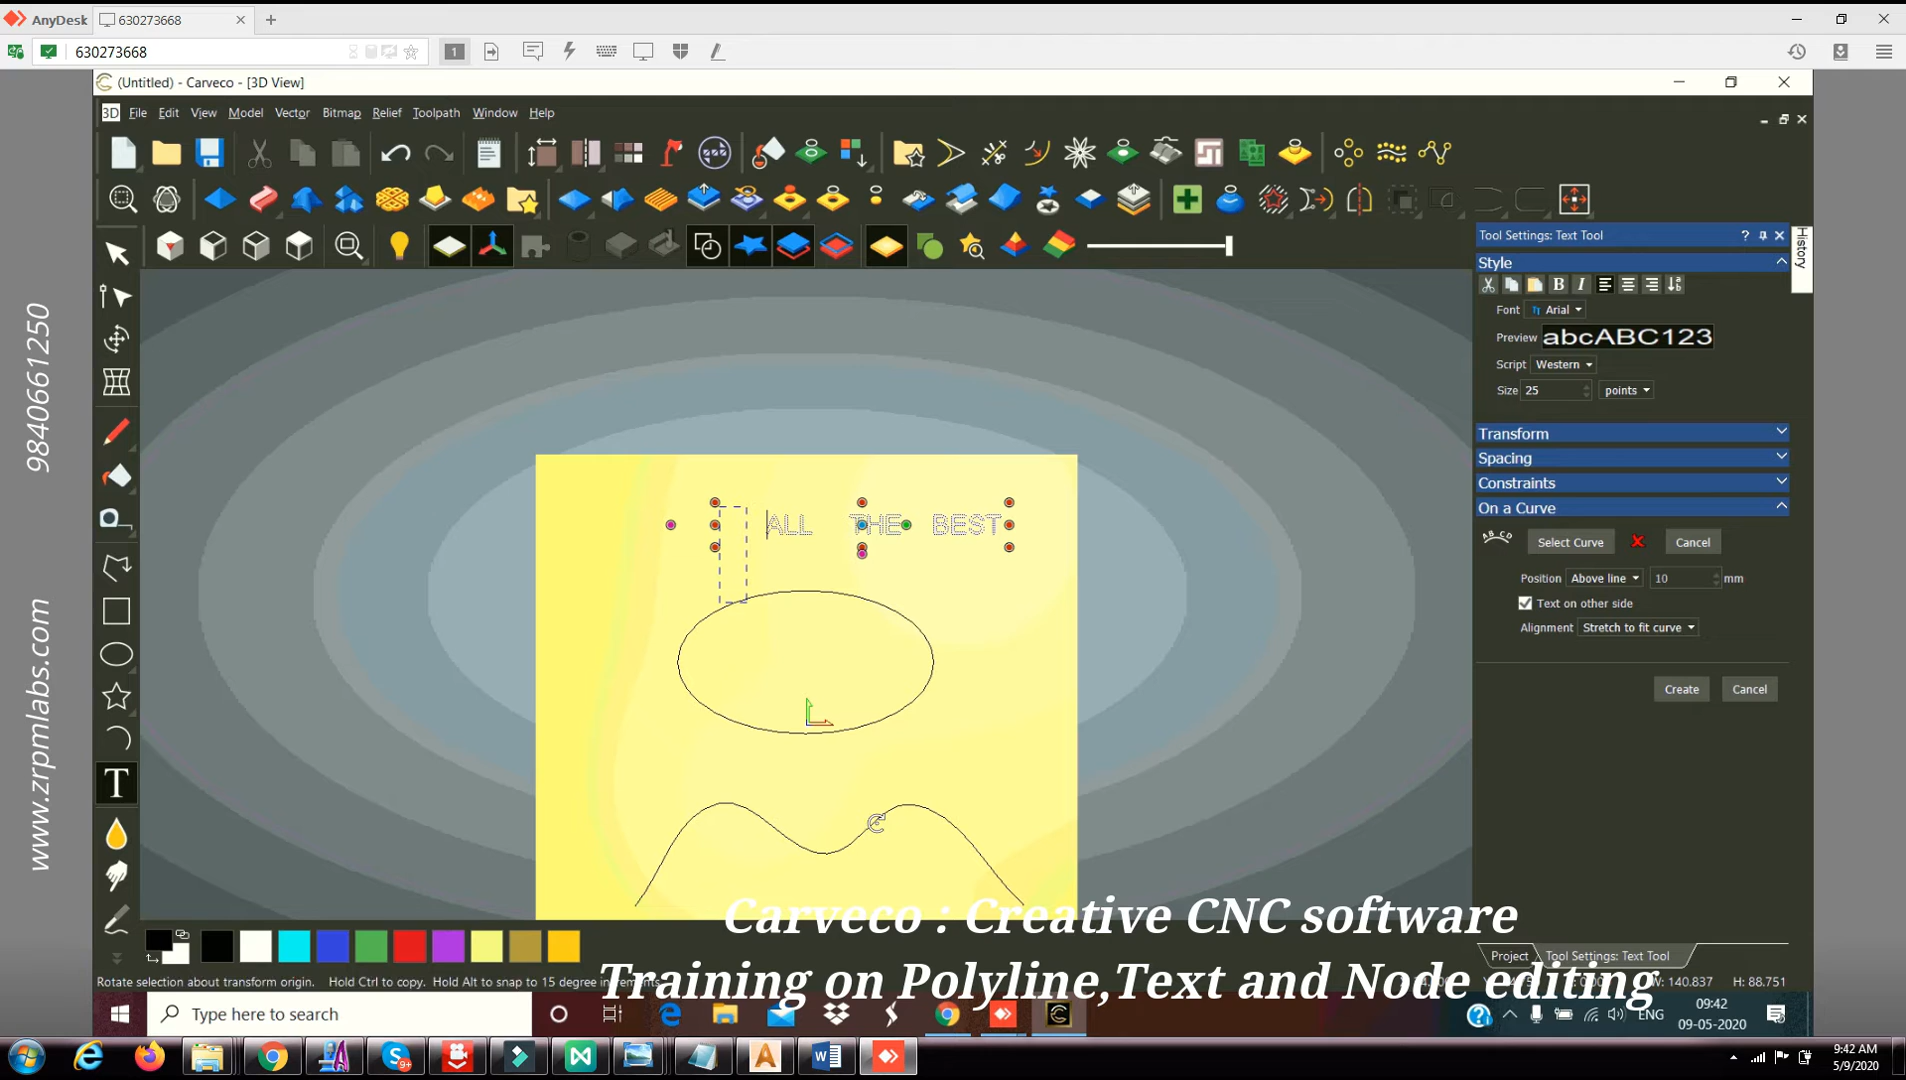 AnyDesk
630273668
630273668
1
(Untitled) - Carveco - [3D View]
3D File Edit View Model Vector Bitmap Relief Toolpath Window Help
Tool Settings: Text Tool
History
Style
B I
Font Arial
Preview abcABC123
Script Western
Size 25 points
Transform
Spacing
Constraints
On a Curve
Select Curve Cancel
Position Above line 10 mm
Text on other side
Alignment Stretch to fit curve
Create Cancel
ALL THE BEST
9840661250
www.zrpmlabs.com
Carveco : Creative CNC software
Training on Polyline,Text and Node editing
Project Tool Settings: Text Tool
Rotate selection about transform origin. Hold Ctrl to copy. Hold Alt to snap to 15 degree increments
W: 140.837 H: 88.751
Type here to search
ENG
09:42
09-05-2020
9:42 AM
5/9/2020